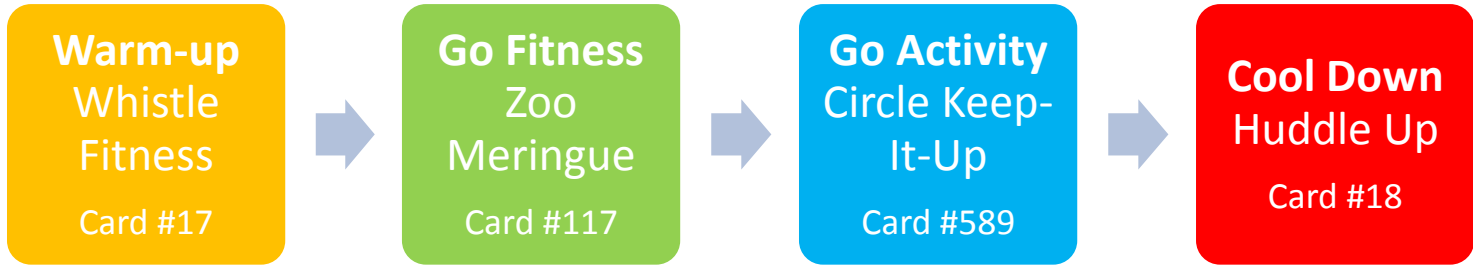 Warm-up
Whistle
Fitness
Card #17
Go Fitness
Zoo
Meringue
Card #117
Go Activity
Circle Keep-
It-Up
Card #589
Cool Down
Huddle Up
Card #18